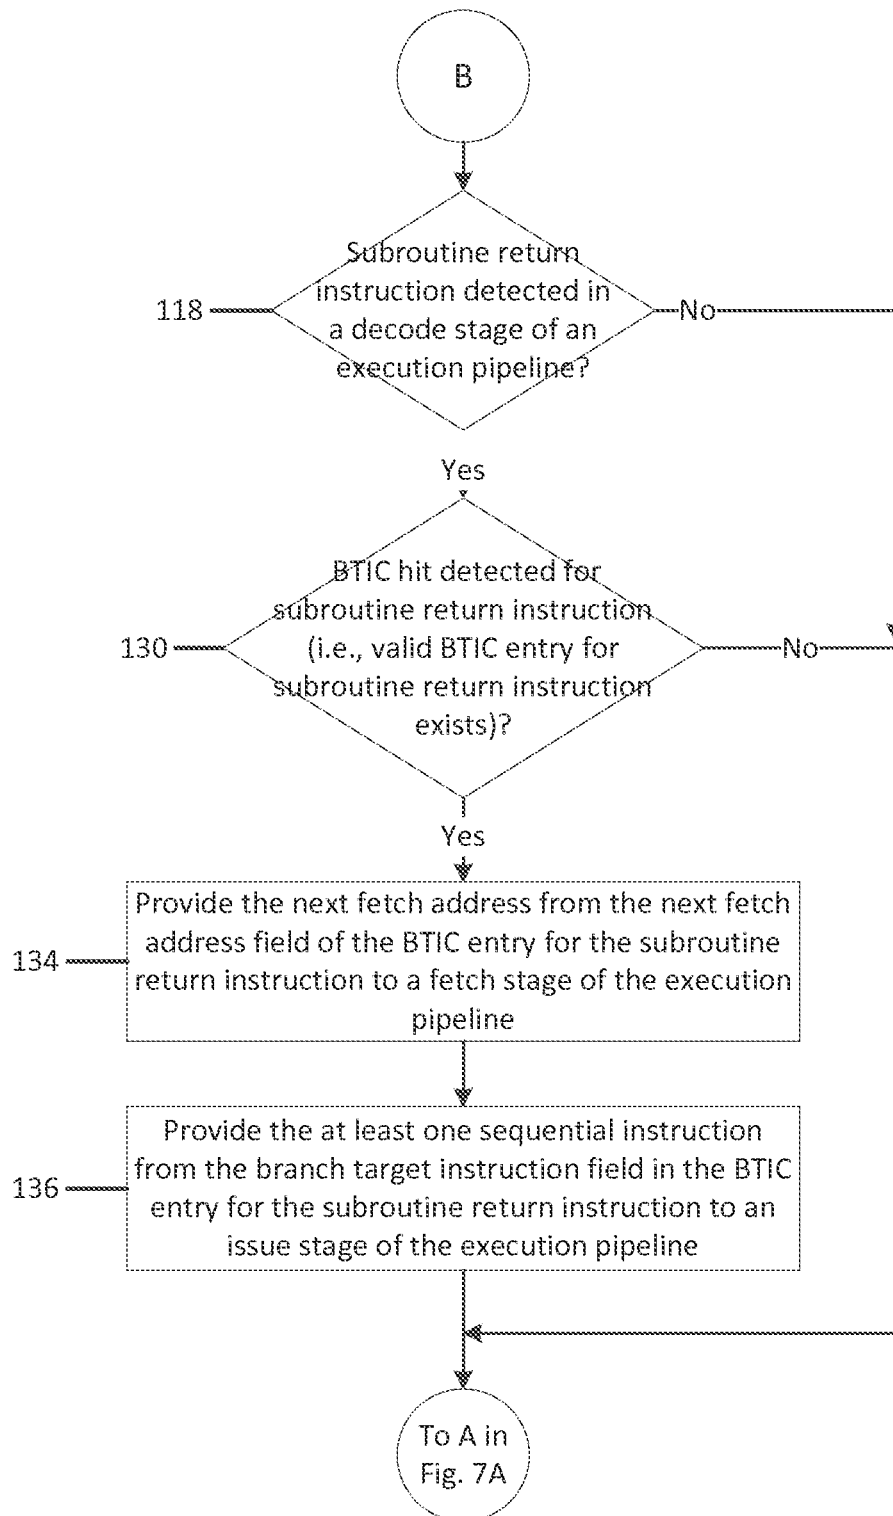 B
Subroutine return
instruction detected in
a decode stage of an
execution pipeline?
118
No
Yes
BTIC hit detected for
subroutine return instruction
(i.e., valid BTIC entry for
subroutine return instruction
exists)?
130
No
Yes
Provide the next fetch address from the next fetch
address field of the BTIC entry for the subroutine
return instruction to a fetch stage of the execution
pipeline
134
Provide the at least one sequential instruction
from the branch target instruction field in the BTIC
entry for the subroutine return instruction to an
issue stage of the execution pipeline
136
To A in
Fig. 7A